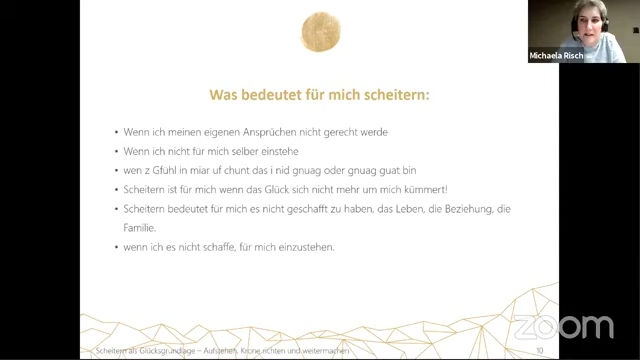 Michaela Risch
Was bedeutet für mich scheitern:
• Wenn ich meinen eigenen Ansprüchen nicht gerecht werde
• Wenn ich nicht für mich selber einstehe
• wen z Gfühl in miar uf chunt das i nid gnuag oder gnuag guat bin
• Scheitern ist für mich wenn das Glück sich nicht mehr um mich kümmert!
• Scheitern bedeutet für mich es nicht geschafft zu haben, das Leben, die Beziehung, die
Familie.
• wenn ich es nicht schaffe, für mich einzustehen.
zoom
Scheitern als Glücksgrundlage – Aufstehen, Krone richten und weitermachen
10